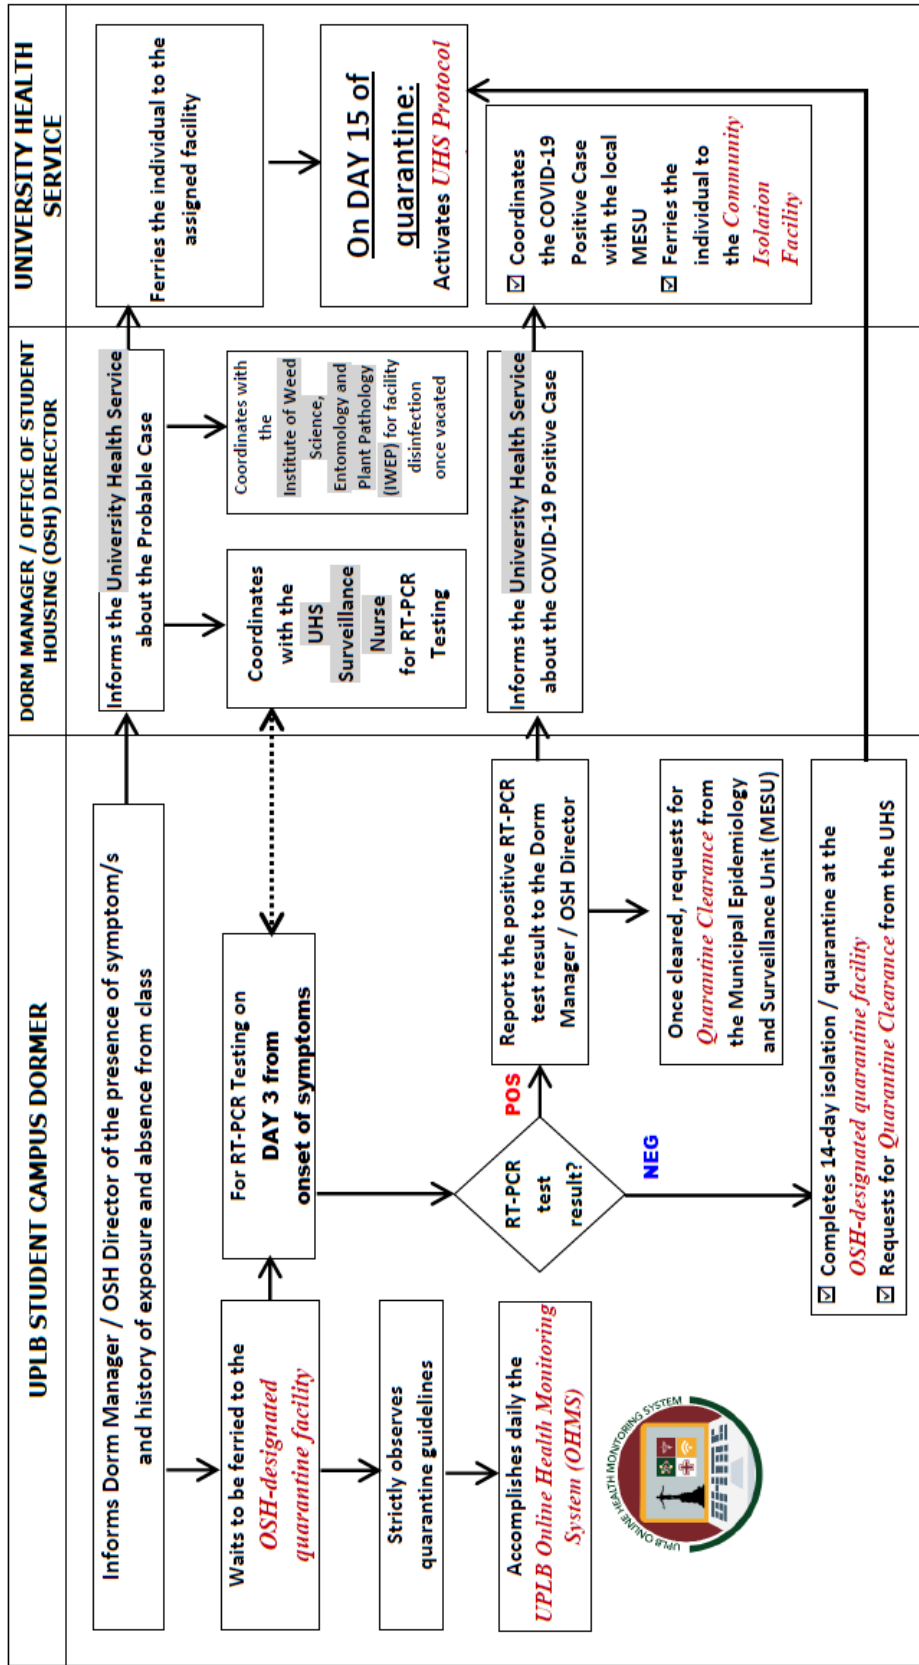 UPLB STUDENT CAMPUS DORMER
DORM MANAGER / OFFICE OF STUDENT
HOUSING (OSH) DIRECTOR
UNIVERSITY HEALTH
SERVICE
Informs Dorm Manager / OSH Director of the presence of symptom/s
and history of exposure and absence from class
Informs the University Health Service
about the Probable Case
Ferries the individual to the
assigned facility
Waits to be ferried to the
OSH-designated
quarantine facility
For RT-PCR Testing on
DAY 3 from
onset of symptoms
Coordinates
with the
UHS
Surveillance
Nurse
for RT-PCR
Testing
Coordinates with
the
Institute of Weed
Science,
Entomology and
Plant Pathology
(IWEP) for facility
disinfection
once vacated
On DAY 15 of
quarantine:
Activates UHS Protocol
Strictly observes
quarantine guidelines
Accomplishes daily the
UPLB Online Health Monitoring
System (OHMS)
RT-PCR
test
result?
POS
NEG
Reports the positive RT-PCR
test result to the Dorm
Manager / OSH Director
Informs the University Health Service
about the COVID-19 Positive Case
☑ Coordinates
the COVID-19
Positive Case
with the local
MESU
☑ Ferries the
individual to
the Community
Isolation
Facility
Once cleared, requests for
Quarantine Clearance from
the Municipal Epidemiology
and Surveillance Unit (MESU)
☑ Completes 14-day isolation / quarantine at the
OSH-designated quarantine facility
☑ Requests for Quarantine Clearance from the UHS
UPLB ONLINE HEALTH MONITORING SYSTEM